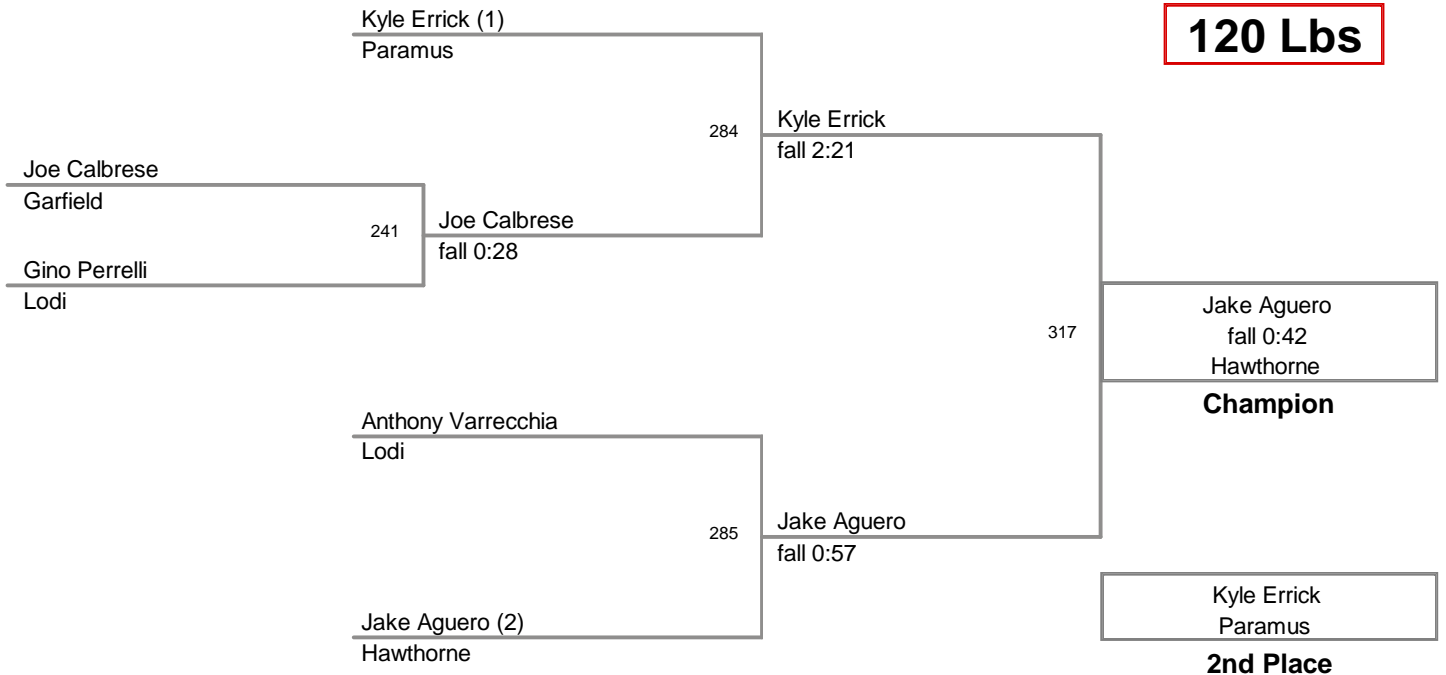 Kyle Errick (1)
Paramus
120 Lbs
284
Kyle Errick
fall 2:21
Joe Calbrese
Garfield
241
Joe Calbrese
fall 0:28
Gino Perrelli
Lodi
317
Jake Aguero
fall 0:42
Hawthorne
Champion
Anthony Varrecchia
Lodi
285
Jake Aguero
fall 0:57
Jake Aguero (2)
Hawthorne
Kyle Errick
Paramus
2nd Place